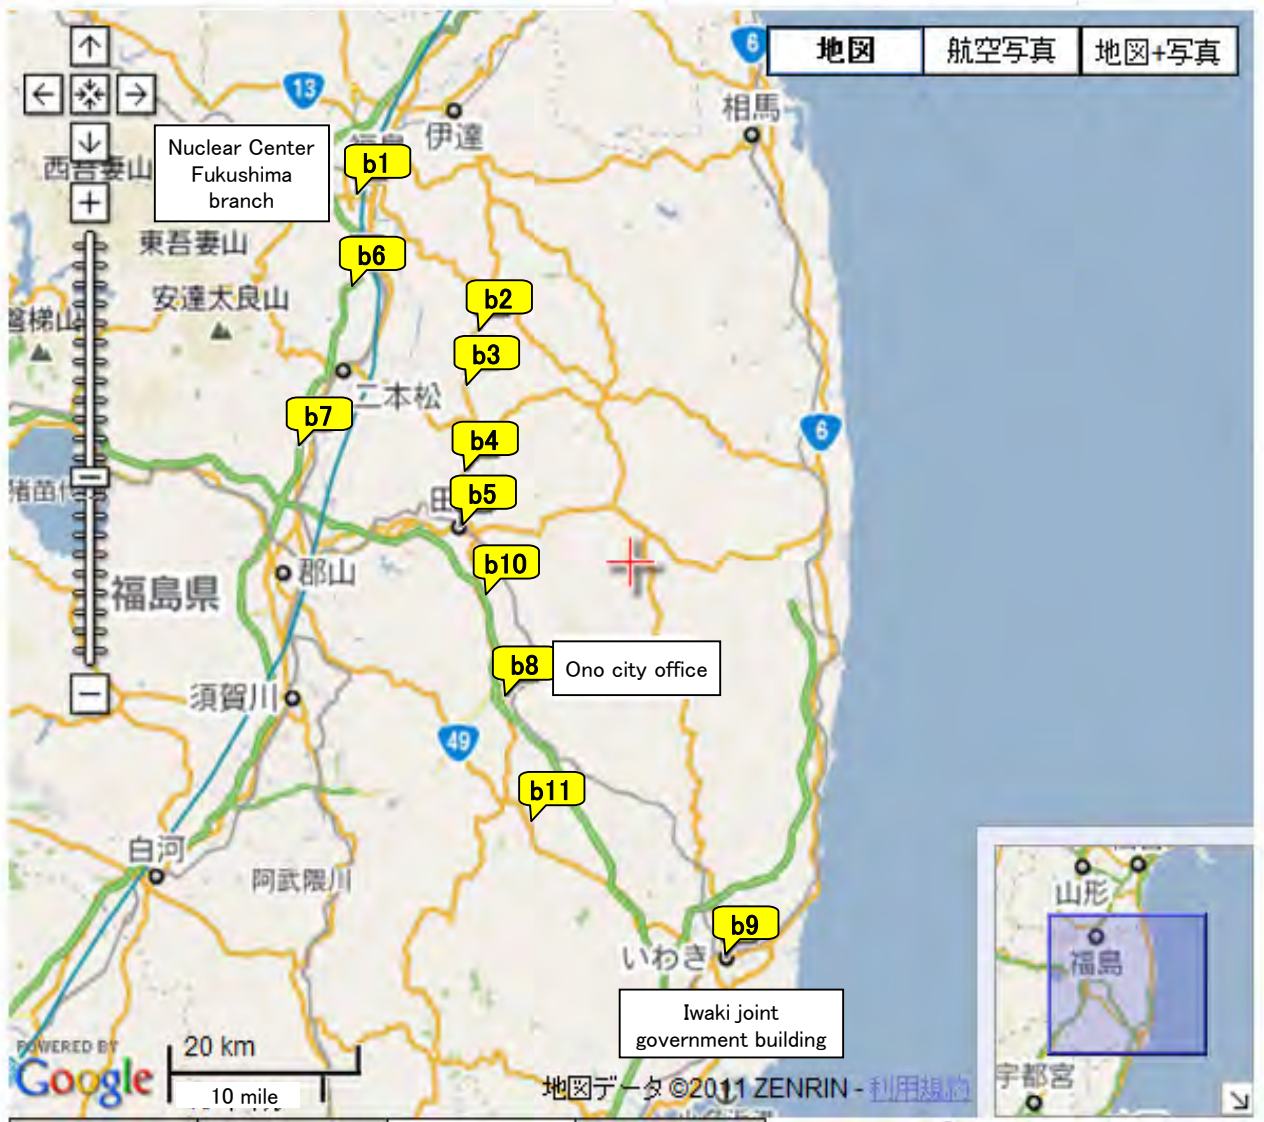 6
地図
航空写真
地図+写真
13
相馬
伊達
Nuclear Center
Fukushima
branch
b1
西吾妻山
東吾妻山
b6
安達太良山
b2
磐梯山
b3
二本松
b7
6
b4
b5
田
b10
郡山
福島県
b8
Ono city office
須賀川
49
b11
白河
阿武隈川
山形
b9
いわき
福島
Iwaki joint
government building
POWERED BY
Google
20 km
10 mile
地図データ ©2011 ZENRIN - 利用規約
宇都宮